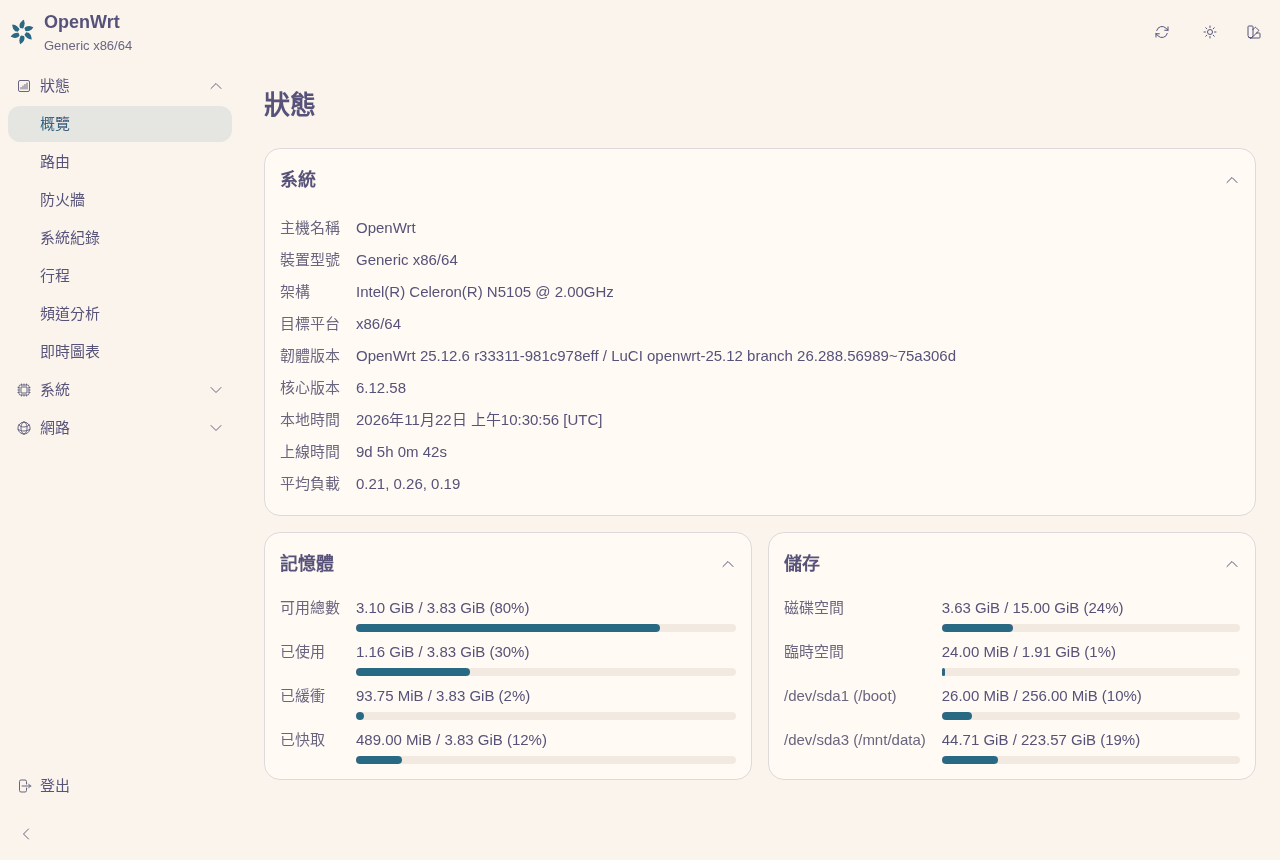 OpenWrt
Generic x86/64
狀態
概覽
路由
防火牆
系統紀錄
行程
頻道分析
即時圖表
系統
網路
登出
狀態
系統
主機名稱 OpenWrt
裝置型號 Generic x86/64
架構 Intel(R) Celeron(R) N5105 @ 2.00GHz
目標平台 x86/64
韌體版本 OpenWrt 25.12.6 r33311-981c978eff / LuCI openwrt-25.12 branch 26.288.56989~75a306d
核心版本 6.12.58
本地時間 2026年11月22日 上午10:30:56 [UTC]
上線時間 9d 5h 0m 42s
平均負載 0.21, 0.26, 0.19
記憶體
可用總數 3.10 GiB / 3.83 GiB (80%)
已使用 1.16 GiB / 3.83 GiB (30%)
已緩衝 93.75 MiB / 3.83 GiB (2%)
已快取 489.00 MiB / 3.83 GiB (12%)
儲存
磁碟空間 3.63 GiB / 15.00 GiB (24%)
臨時空間 24.00 MiB / 1.91 GiB (1%)
/dev/sda1 (/boot) 26.00 MiB / 256.00 MiB (10%)
/dev/sda3 (/mnt/data) 44.71 GiB / 223.57 GiB (19%)